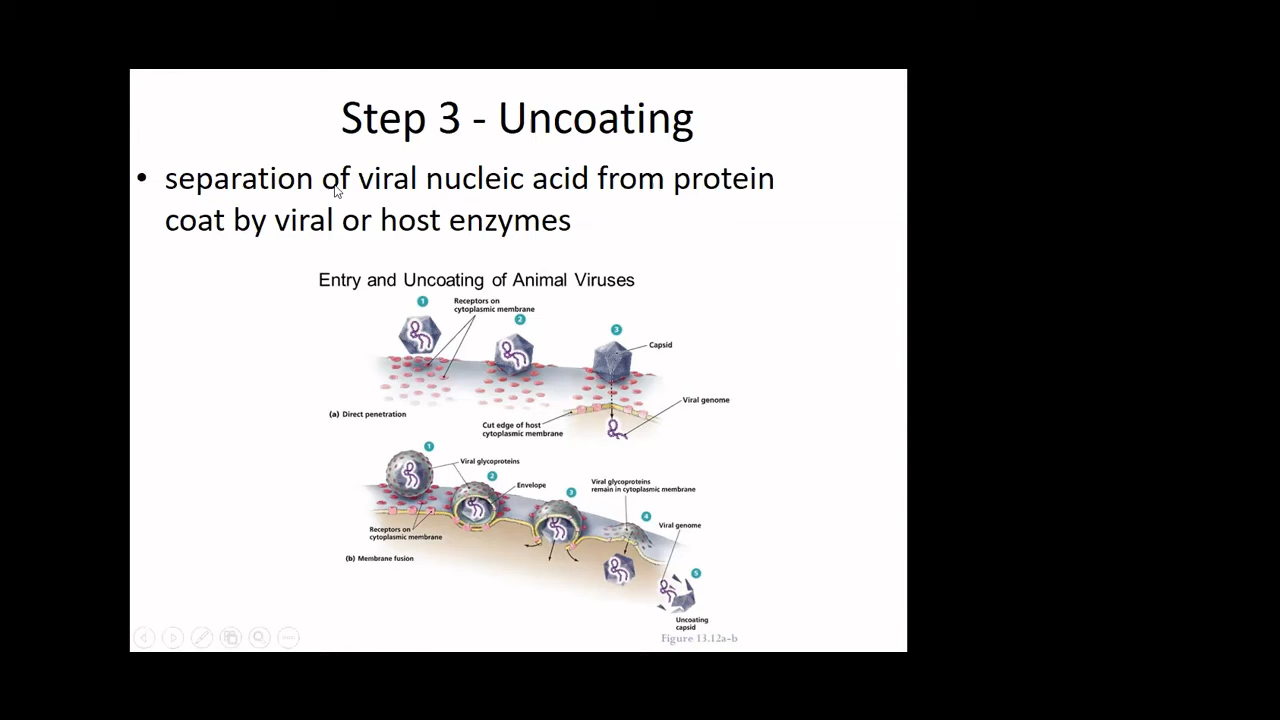 Step 3 - Uncoating
• separation of viral nucleic acid from protein
coat by viral or host enzymes
Entry and Uncoating of Animal Viruses
1
Receptors on
cytoplasmic membrane
2
3
Capsid
Viral genome
(a) Direct penetration
Cut edge of host
cytoplasmic membrane
1
Viral glycoproteins
2
Envelope
3
Viral glycoproteins
remain in cytoplasmic membrane
4
Viral genome
Receptors on
cytoplasmic membrane
(b) Membrane fusion
5
Uncoating
capsid
Figure 13.12a-b